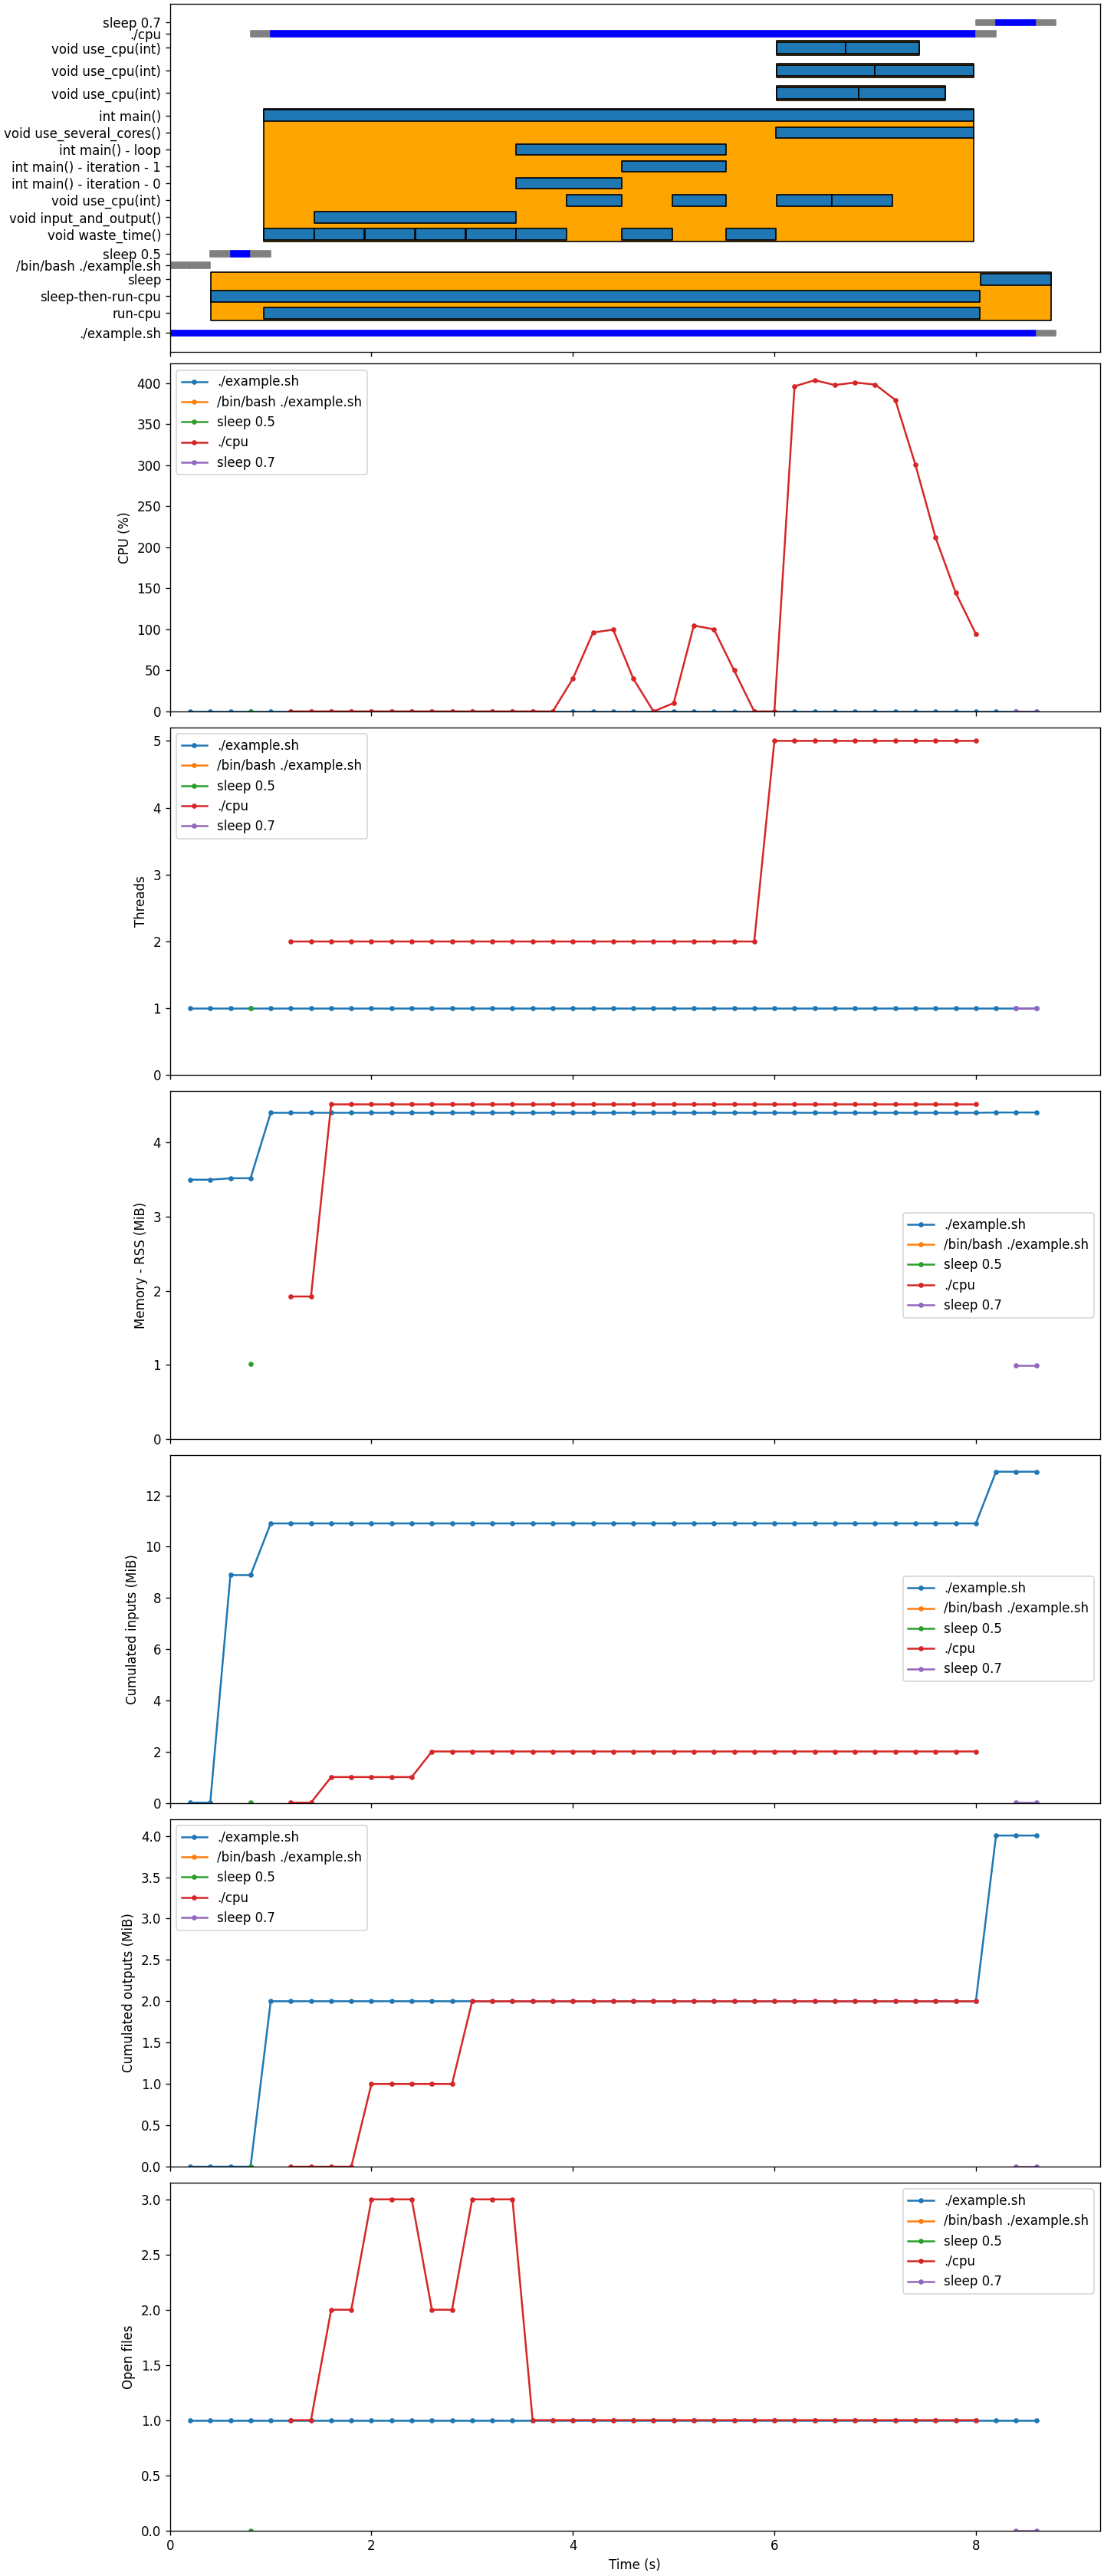 sleep 0.7
./cpu
void use_cpu(int)
void use_cpu(int)
void use_cpu(int)
int main()
void use_several_cores()
int main() - loop
int main() - iteration - 1
int main() - iteration - 0
void use_cpu(int)
void input_and_output()
void waste_time()
sleep 0.5
/bin/bash ./example.sh
sleep
sleep-then-run-cpu
run-cpu
./example.sh
CPU (%)
400
350
300
250
200
150
100
50
0
./example.sh
/bin/bash ./example.sh
sleep 0.5
./cpu
sleep 0.7
Threads
5
4
3
2
1
0
./example.sh
/bin/bash ./example.sh
sleep 0.5
./cpu
sleep 0.7
Memory - RSS (MiB)
4
3
2
1
0
./example.sh
/bin/bash ./example.sh
sleep 0.5
./cpu
sleep 0.7
Cumulated inputs (MiB)
12
10
8
6
4
2
0
./example.sh
/bin/bash ./example.sh
sleep 0.5
./cpu
sleep 0.7
Cumulated outputs (MiB)
4.0
3.5
3.0
2.5
2.0
1.5
1.0
0.5
0.0
./example.sh
/bin/bash ./example.sh
sleep 0.5
./cpu
sleep 0.7
Open files
3.0
2.5
2.0
1.5
1.0
0.5
0.0
./example.sh
/bin/bash ./example.sh
sleep 0.5
./cpu
sleep 0.7
0 2 4 6 8
Time (s)